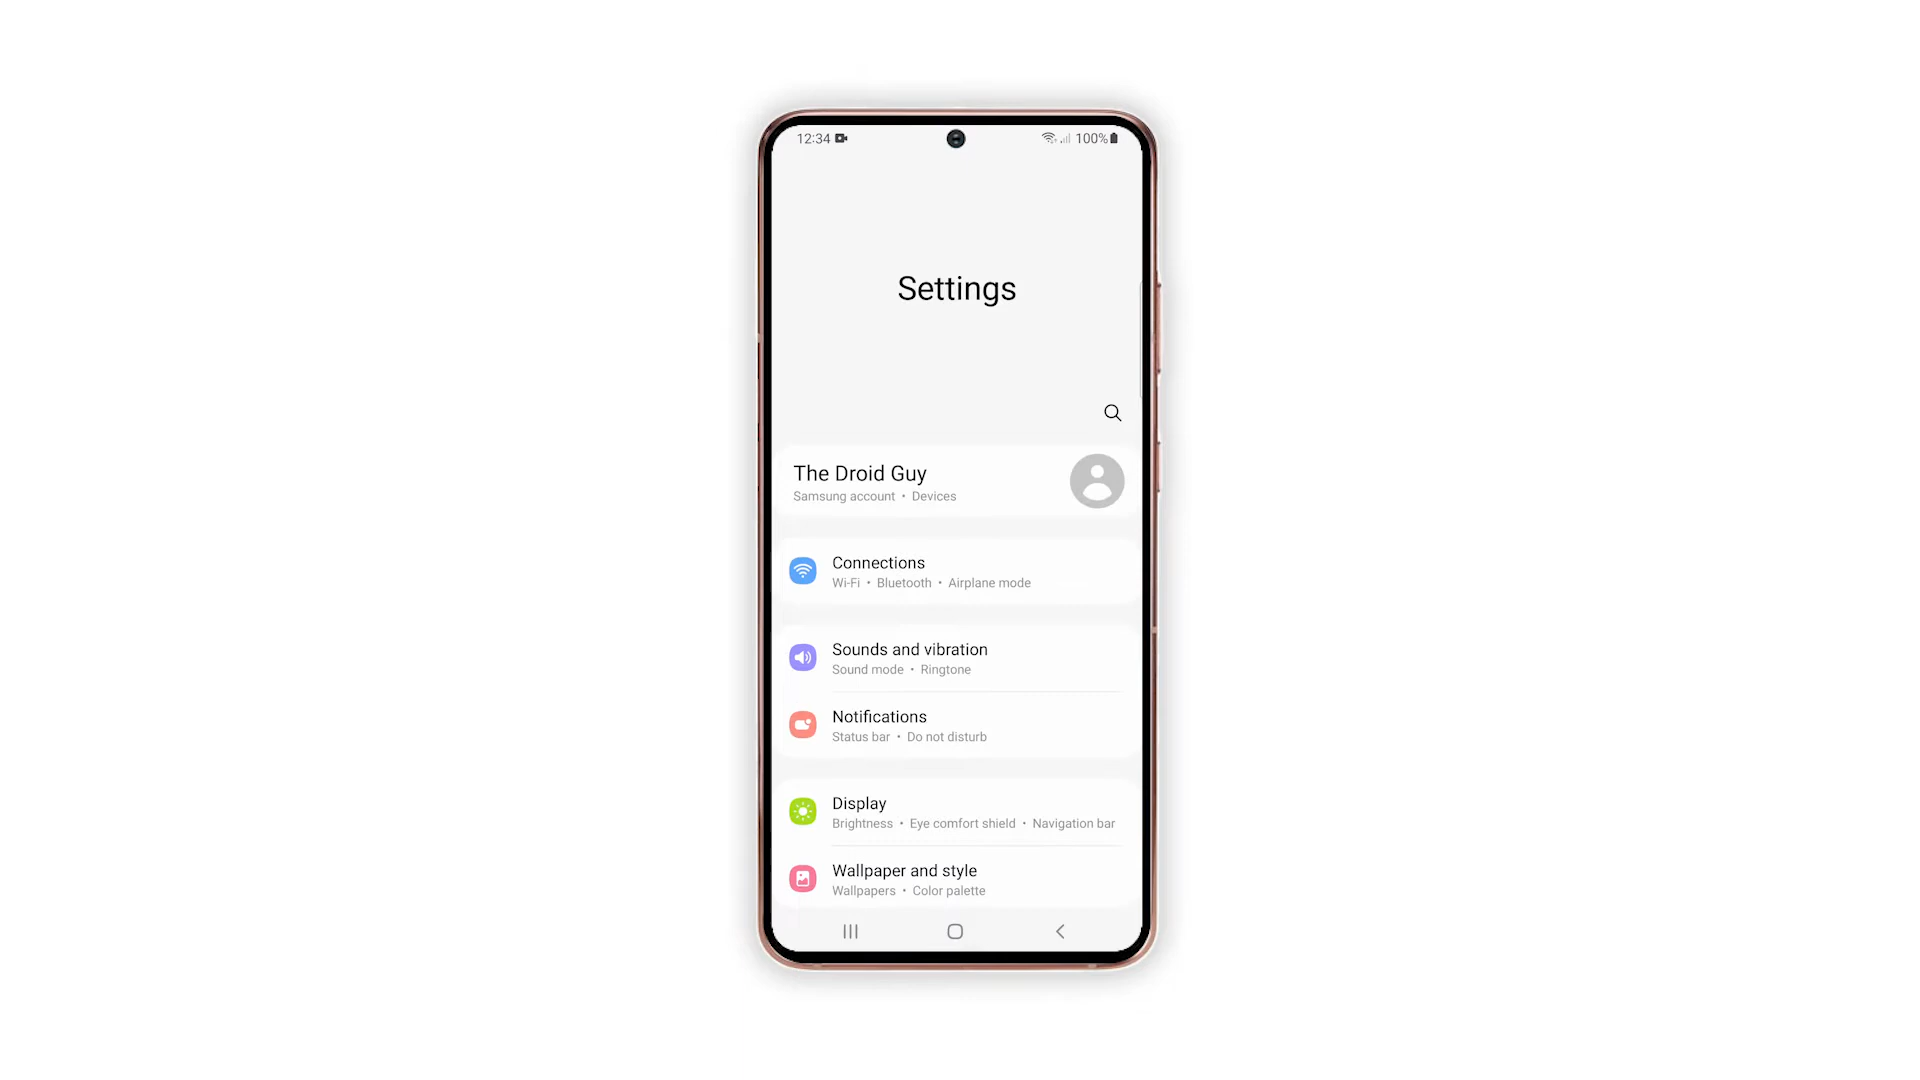 12:34 100%
Settings
The Droid Guy
Samsung account • Devices
Connections
Wi-Fi • Bluetooth • Airplane mode
Sounds and vibration
Sound mode • Ringtone
Notifications
Status bar • Do not disturb
Display
Brightness • Eye comfort shield • Navigation bar
Wallpaper and style
Wallpapers • Color palette